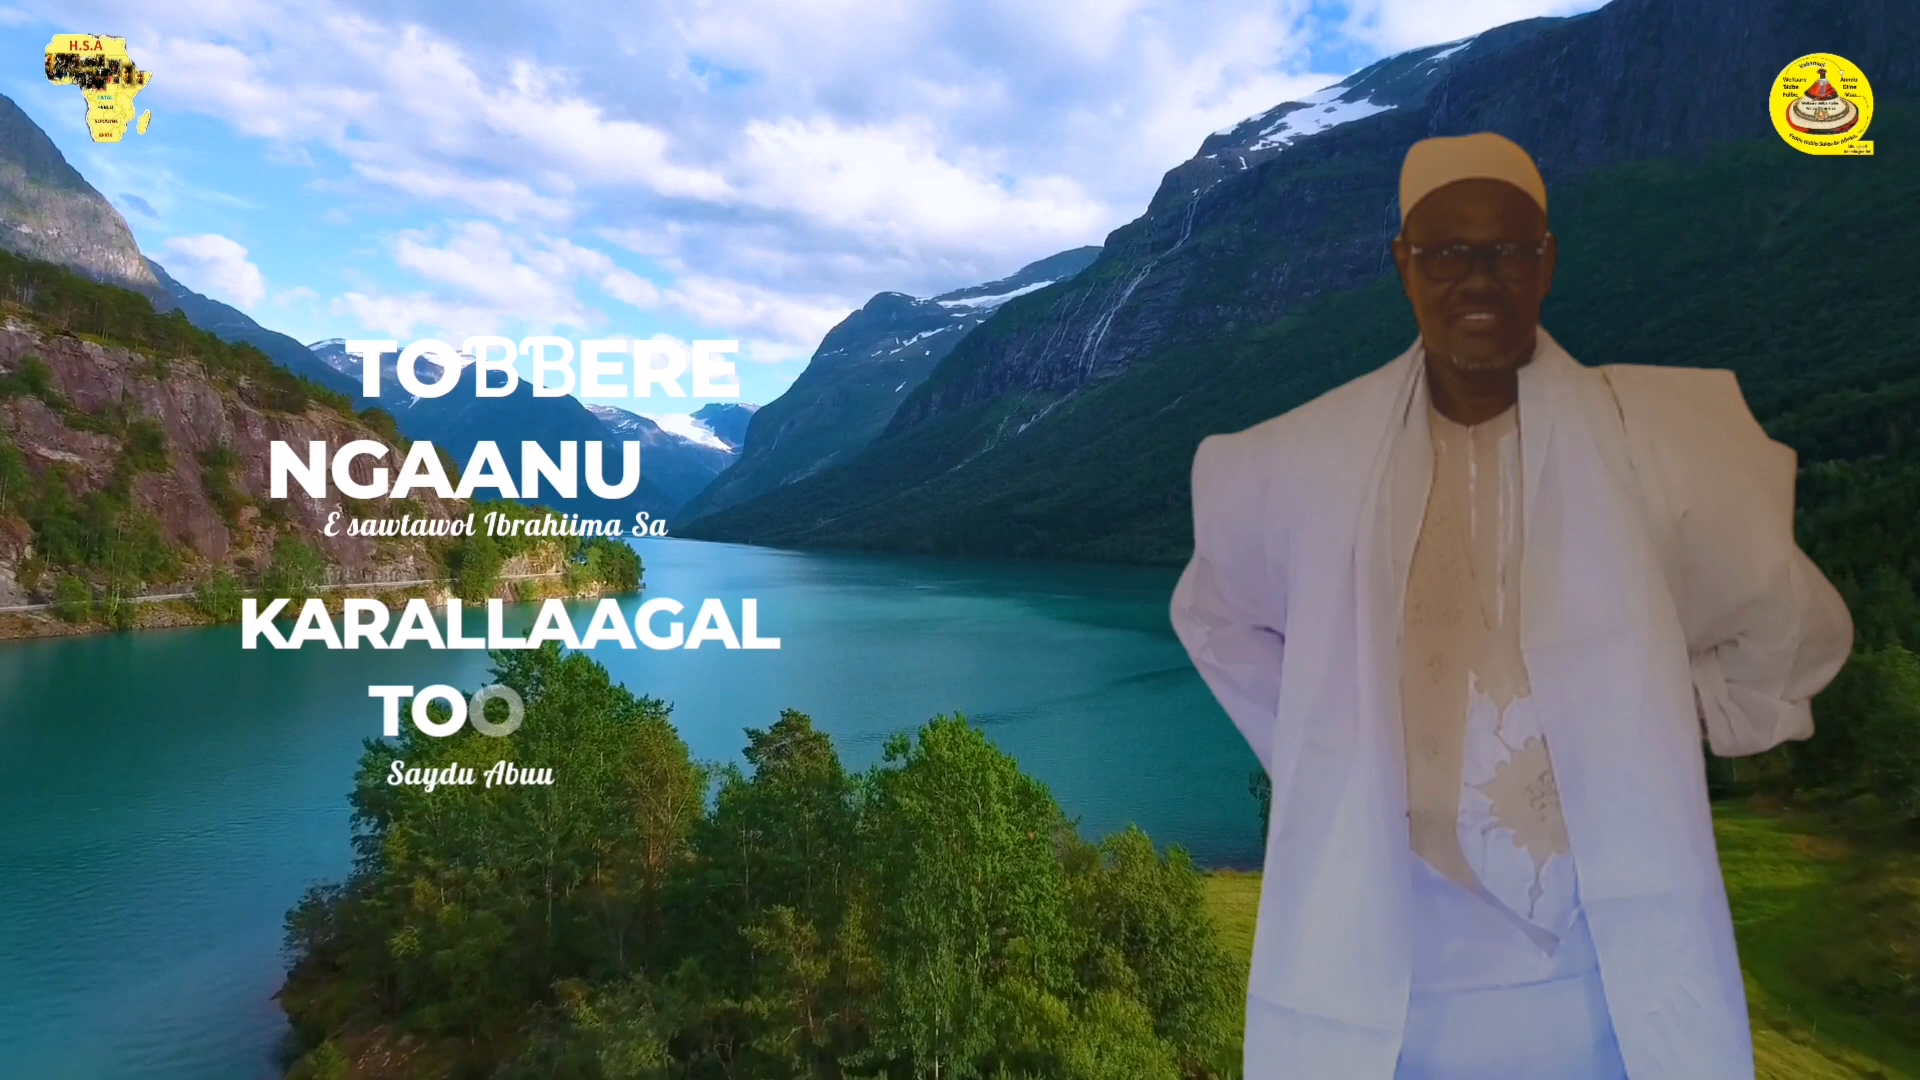 H.S.A
TOƁƁERE
NGAANU
E sawtawol Ibrahiima Sa
KARALLAAGAL
TOO
Saydu Abuu